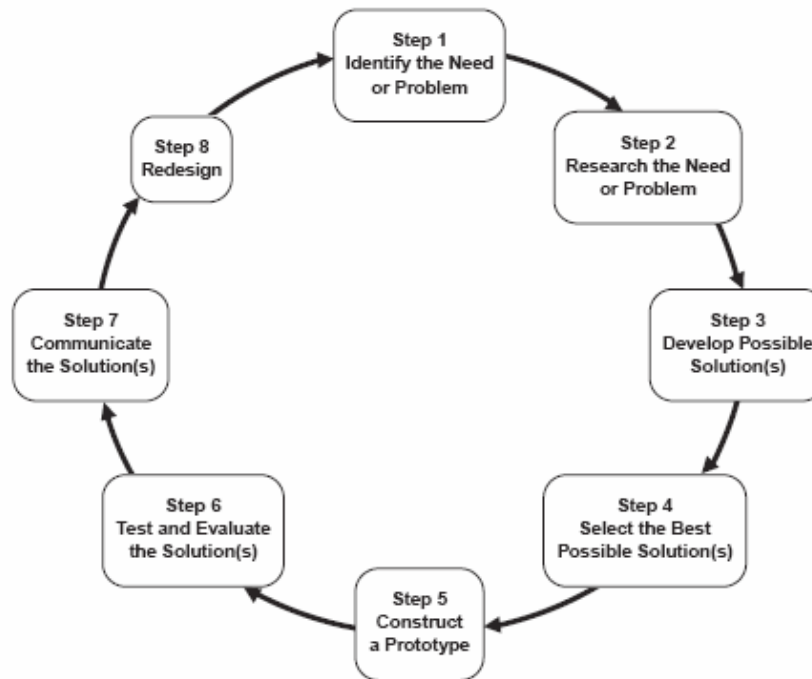 Step 1
Identify the Need
or Problem
Step 2
Research the Need
or Problem
Step 3
Develop Possible
Solution(s)
Step 4
Select the Best
Possible Solution(s)
Step 5
Construct
a Prototype
Step 6
Test and Evaluate
the Solution(s)
Step 7
Communicate
the Solution(s)
Step 8
Redesign